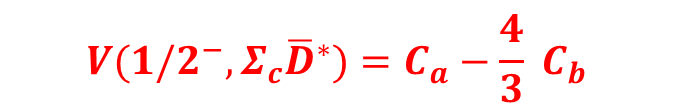 V(1/2⁻, Σ_c D̅*) = C_a − 4/3 C_b